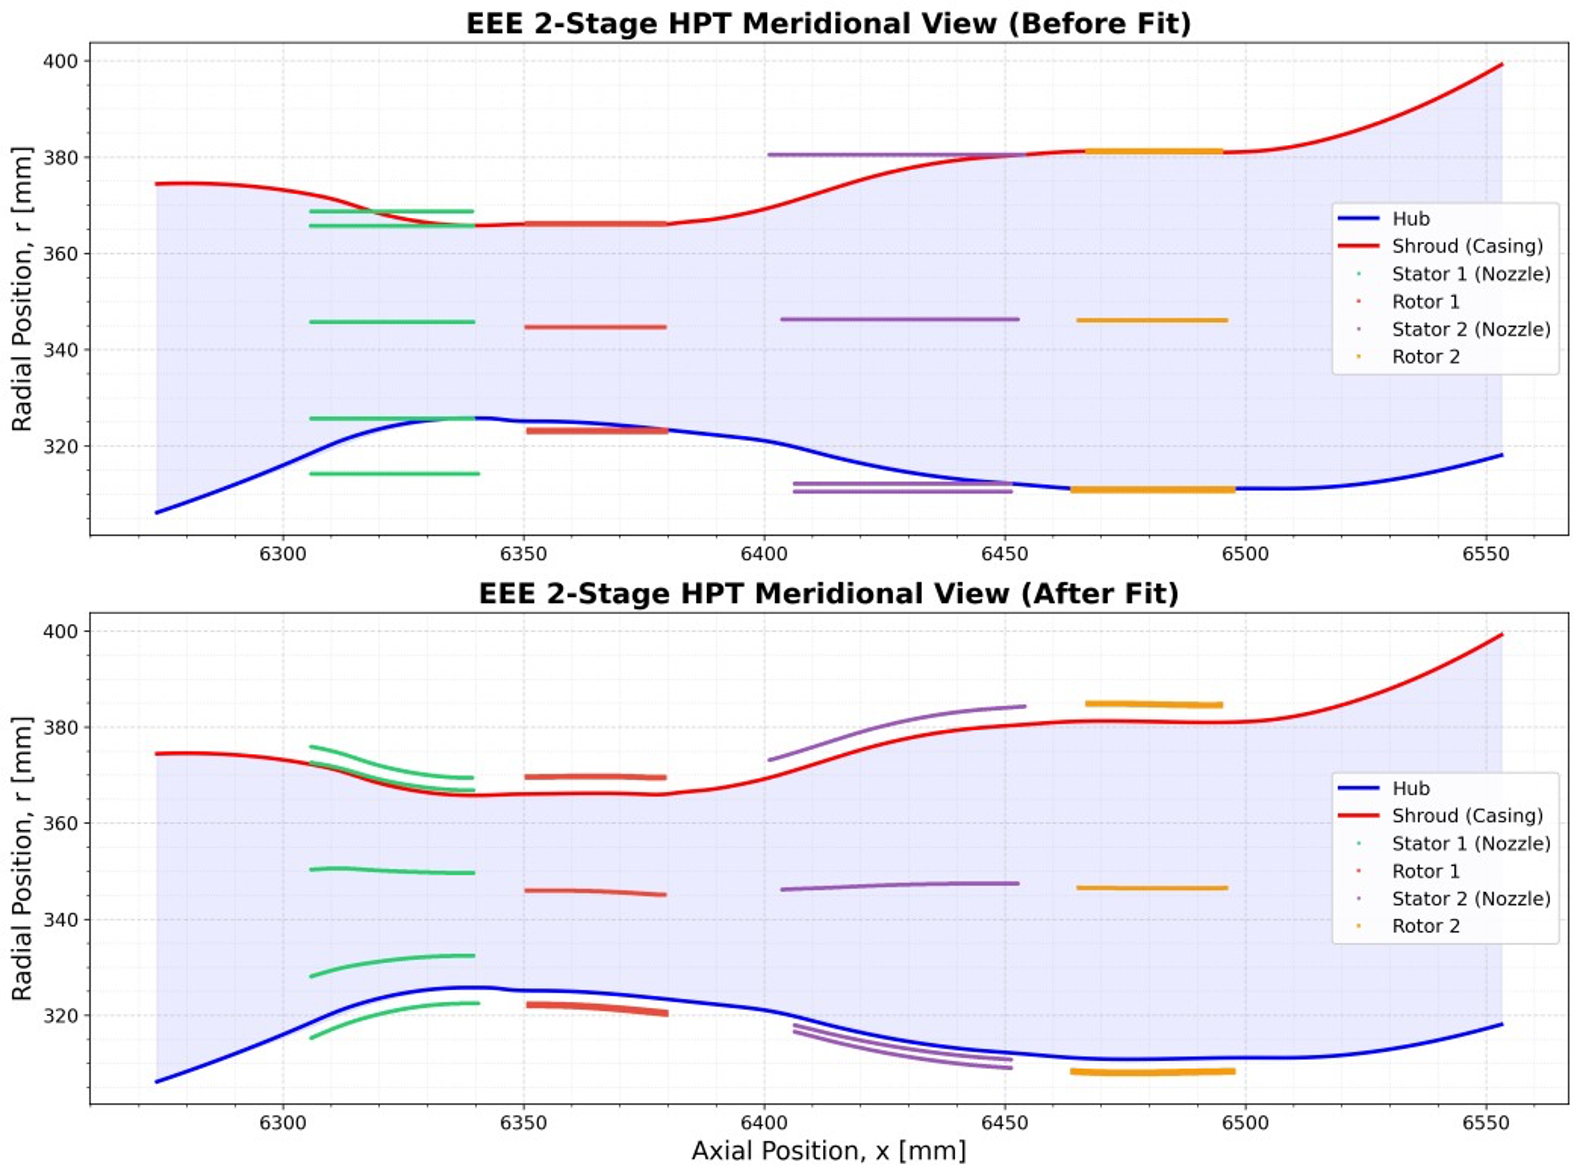 EEE 2-Stage HPT Meridional View (Before Fit)
Radial Position, r [mm]
400
380
360
340
320
6300 6350 6400 6450 6500 6550
Hub
Shroud (Casing)
Stator 1 (Nozzle)
Rotor 1
Stator 2 (Nozzle)
Rotor 2
EEE 2-Stage HPT Meridional View (After Fit)
Radial Position, r [mm]
400
380
360
340
320
6300 6350 6400 6450 6500 6550
Hub
Shroud (Casing)
Stator 1 (Nozzle)
Rotor 1
Stator 2 (Nozzle)
Rotor 2
Axial Position, x [mm]